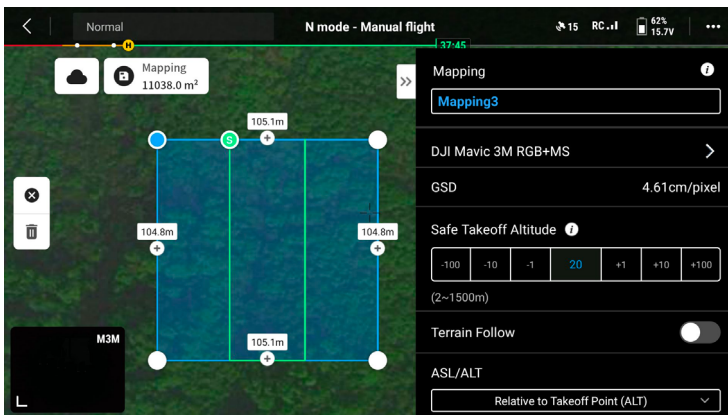 Normal
N mode - Manual flight
15
RC
62%
15.7V
H
37:45
Mapping
11038.0 m²
105.1m
S
104.8m
104.8m
105.1m
M3M
Mapping
Mapping3
DJI Mavic 3M RGB+MS
GSD
4.61cm/pixel
Safe Takeoff Altitude
-100 -10 -1 20 +1 +10 +100
(2~1500m)
Terrain Follow
ASL/ALT
Relative to Takeoff Point (ALT)